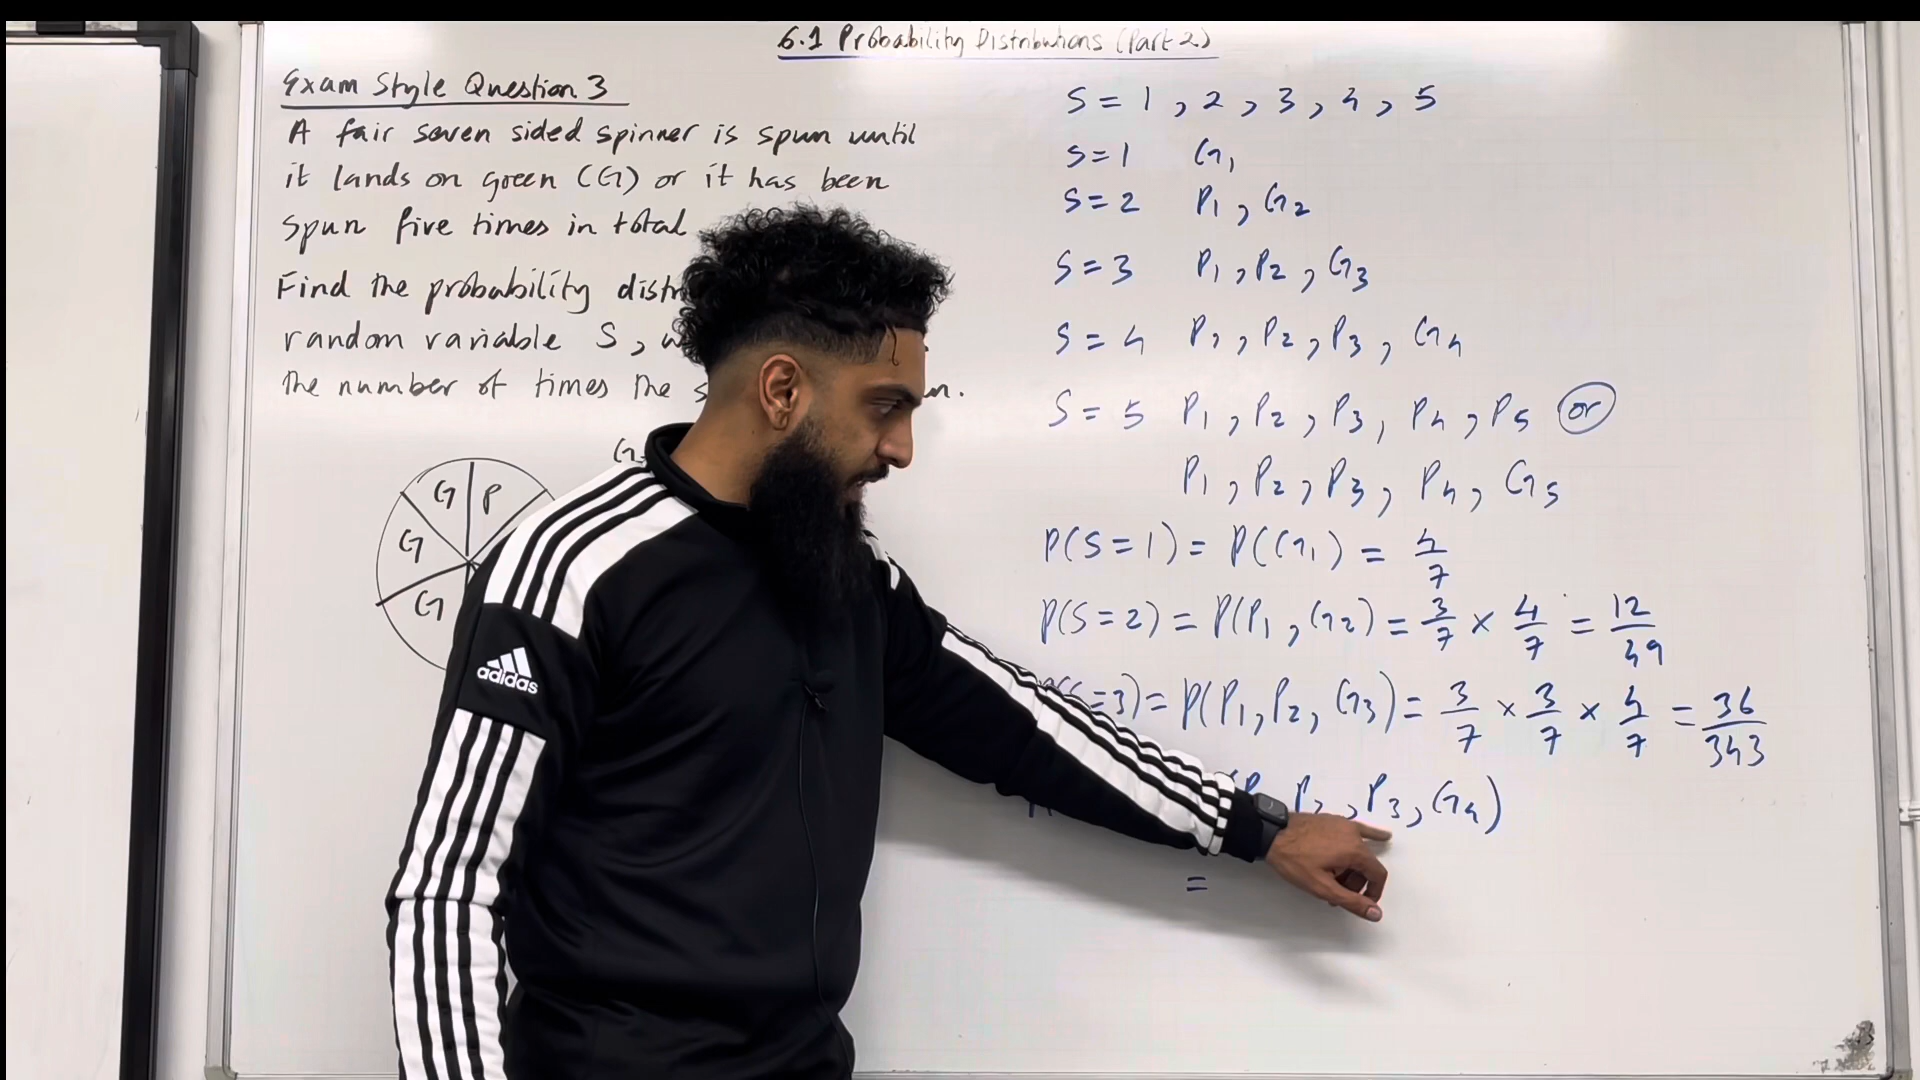 6.1 Probability Distributions (Part 2)
Exam Style Question 3
A fair seven sided spinner is spun until
it lands on green (G) or it has been
spun five times in total
Find the probability distr
random variable S, w
the number of times the s n.
G
G P
G
G
adidas
S = 1, 2, 3, 4, 5
S=1 G₁
S=2 P₁, G₂
S=3 P₁, P₂, G₃
S=4 P₁, P₂, P₃, G₄
S=5 P₁, P₂, P₃, P₄, P₅ or
P₁, P₂, P₃, P₄, G₅
P(S=1) = P(G₁) = 4/7
P(S=2) = P(P₁, G₂) = 3/7 × 4/7 = 12/49
=3) = P(P₁, P₂, G₃) = 3/7 × 3/7 × 4/7 = 36/343
P₂, P₃, G₄)
=